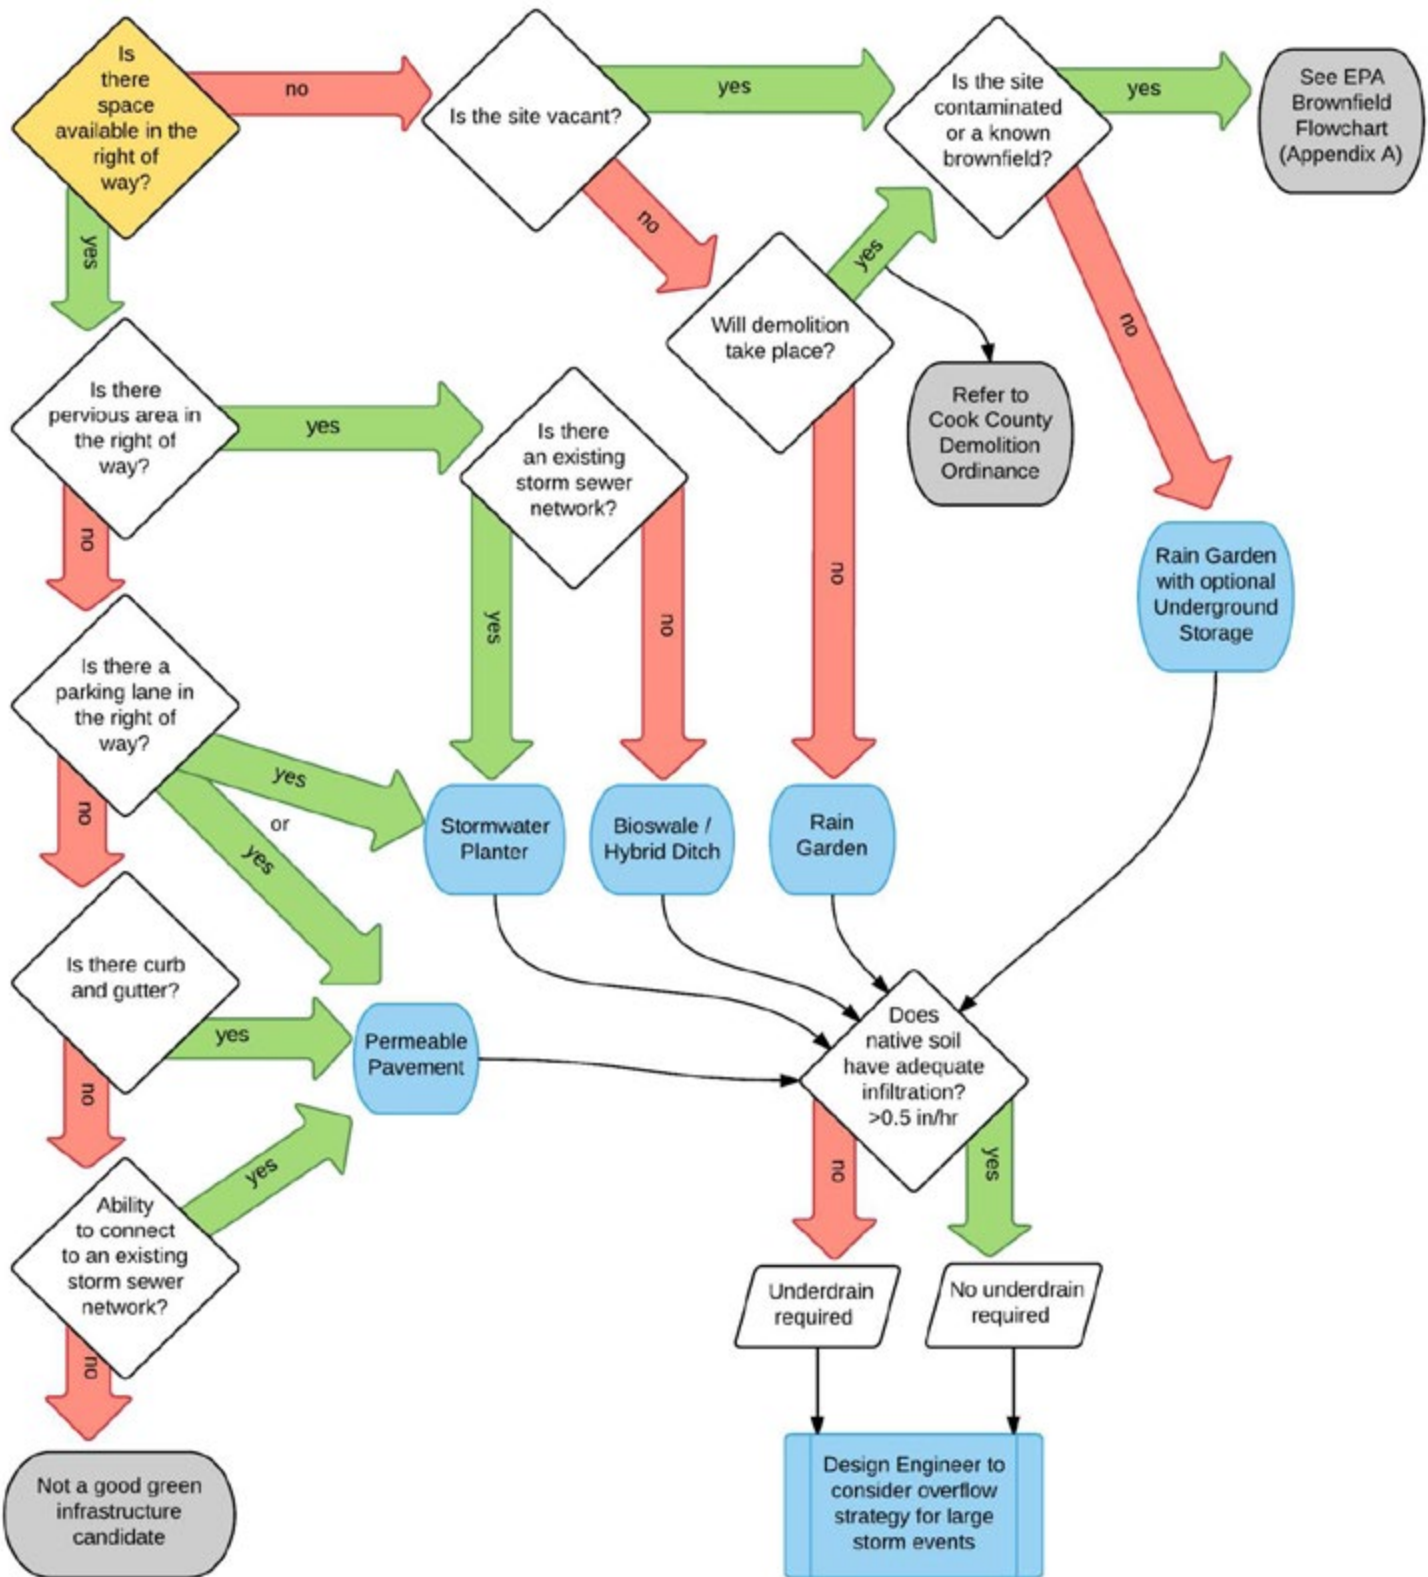 Is
there
space
available in the
right of
way?
no
Is the site vacant?
yes
Is the site
contaminated
or a known
brownfield?
yes
See EPA
Brownfield
Flowchart
(Appendix A)
yes
no
yes
no
Will demolition
take place?
Refer to
Cook County
Demolition
Ordinance
Is there
pervious area in
the right of
way?
yes
Is there
an existing
storm sewer
network?
no
yes
no
no
Rain Garden
with optional
Underground
Storage
Is there a
parking lane in
the right of
way?
yes
or
yes
no
Stormwater
Planter
Bioswale /
Hybrid Ditch
Rain
Garden
Is there curb
and gutter?
yes
no
Permeable
Pavement
Does
native soil
have adequate
infiltration?
>0.5 in/hr
no
yes
Ability
to connect
to an existing
storm sewer
network?
yes
no
Underdrain
required
No underdrain
required
Not a good green
infrastructure
candidate
Design Engineer to
consider overflow
strategy for large
storm events